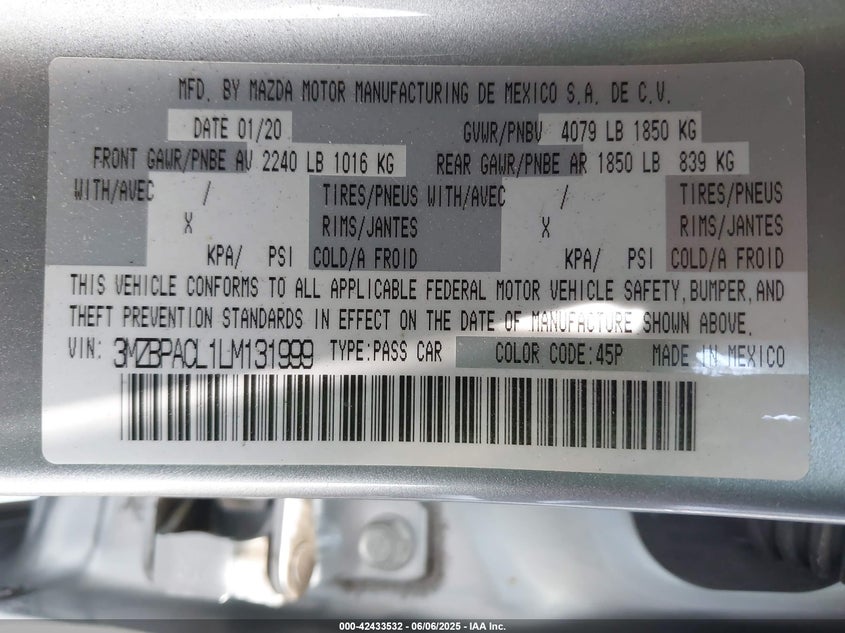 MFD. BY MAZDA MOTOR MANUFACTURING DE MEXICO S.A. DE C.V.
DATE 01/20 GVWR/PNBV 4079 LB 1850 KG
FRONT GAWR/PNBE AV 2240 LB 1016 KG REAR GAWR/PNBE AR 1850 LB 839 KG
WITH/AVEC / TIRES/PNEUS WITH/AVEC / TIRES/PNEUS
X RIMS/JANTES X RIMS/JANTES
KPA/ PSI COLD/A FROID KPA/ PSI COLD/A FROID
THIS VEHICLE CONFORMS TO ALL APPLICABLE FEDERAL MOTOR VEHICLE SAFETY, BUMPER, AND
THEFT PREVENTION STANDARDS IN EFFECT ON THE DATE OF MANUFACTURE SHOWN ABOVE.
VIN: 3MZBPACL1LM131999 TYPE:PASS CAR COLOR CODE:45P MADE IN MEXICO
000-42433532 - 06/06/2025 - IAA Inc.